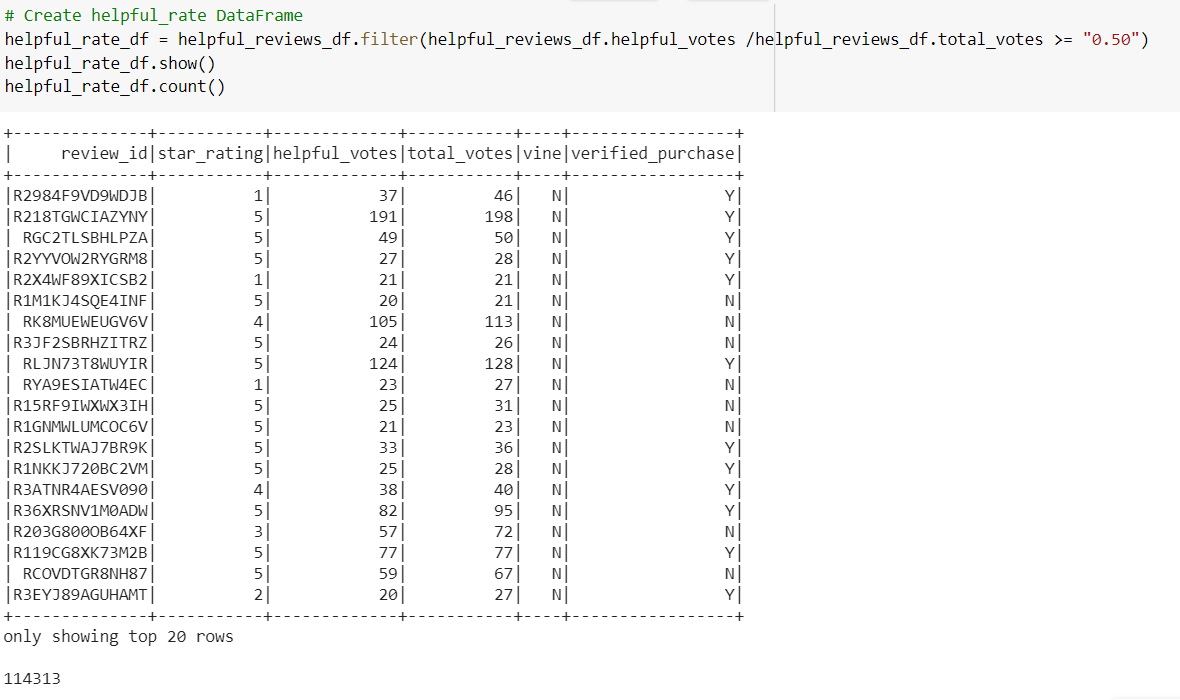 # Create helpful_rate DataFrame
helpful_rate_df = helpful_reviews_df.filter(helpful_reviews_df.helpful_votes /helpful_reviews_df.total_votes >= "0.50")
helpful_rate_df.show()
helpful_rate_df.count()
+--------------+-----------+-------------+-----------+----+-----------------+
|     review_id|star_rating|helpful_votes|total_votes|vine|verified_purchase|
+--------------+-----------+-------------+-----------+----+-----------------+
|R2984F9VD9WDJB|          1|           37|         46|   N|                Y|
|R218TGWCIAZYNY|          5|          191|        198|   N|                Y|
| RGC2TLSBHLPZA|          5|           49|         50|   N|                Y|
|R2YYVOW2RYGRM8|          5|           27|         28|   N|                Y|
|R2X4WF89XICSB2|          1|           21|         21|   N|                Y|
|R1M1KJ4SQE4INF|          5|           20|         21|   N|                N|
| RK8MUEWEUGV6V|          4|          105|        113|   N|                N|
|R3JF2SBRHZITRZ|          5|           24|         26|   N|                N|
| RLJN73T8WUYIR|          5|          124|        128|   N|                Y|
| RYA9ESIATW4EC|          1|           23|         27|   N|                N|
|R15RF9IWXWX3IH|          5|           25|         31|   N|                N|
|R1GNMWLUMCOC6V|          5|           21|         23|   N|                N|
|R2SLKTWAJ7BR9K|          5|           33|         36|   N|                Y|
|R1NKKJ720BC2VM|          5|           25|         28|   N|                Y|
|R3ATNR4AESV090|          4|           38|         40|   N|                Y|
|R36XRSNV1M0ADW|          5|           82|         95|   N|                Y|
|R203G800OB64XF|          3|           57|         72|   N|                N|
|R119CG8XK73M2B|          5|           77|         77|   N|                Y|
| RCOVDTGR8NH87|          5|           59|         67|   N|                N|
|R3EYJ89AGUHAMT|          2|           20|         27|   N|                Y|
+--------------+-----------+-------------+-----------+----+-----------------+
only showing top 20 rows
114313